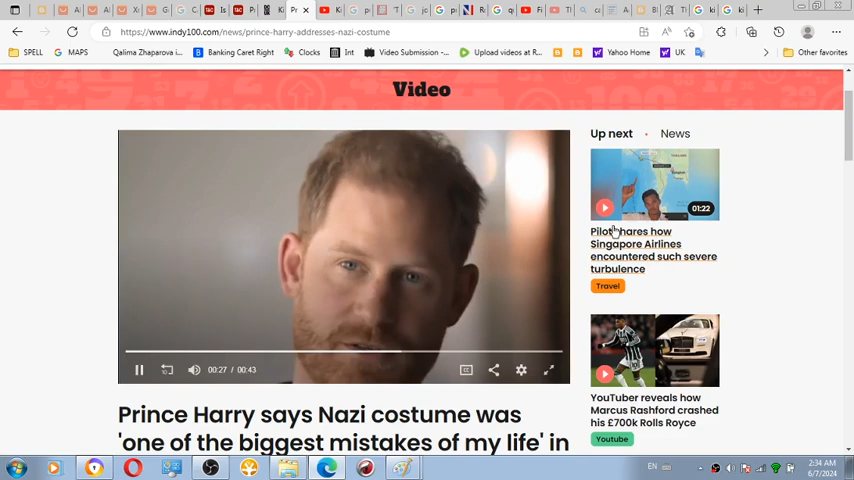 https://www.indy100.com/news/prince-harry-addresses-nazi-costume
SPELL
MAPS
Qalima Zhaparova i...
Banking Caret Right
Clocks
Int
Video Submission -...
Upload videos at R...
Yahoo Home
UK
Other favorites
Video
Up next • News
01:22
Pilot shares how
Singapore Airlines
encountered such severe
turbulence
Travel
00:27 / 00:43
YouTuber reveals how
Marcus Rashford crashed
his £700k Rolls Royce
Youtube
Prince Harry says Nazi costume was
'one of the biggest mistakes of my life' in
EN
2:34 AM
6/7/2024